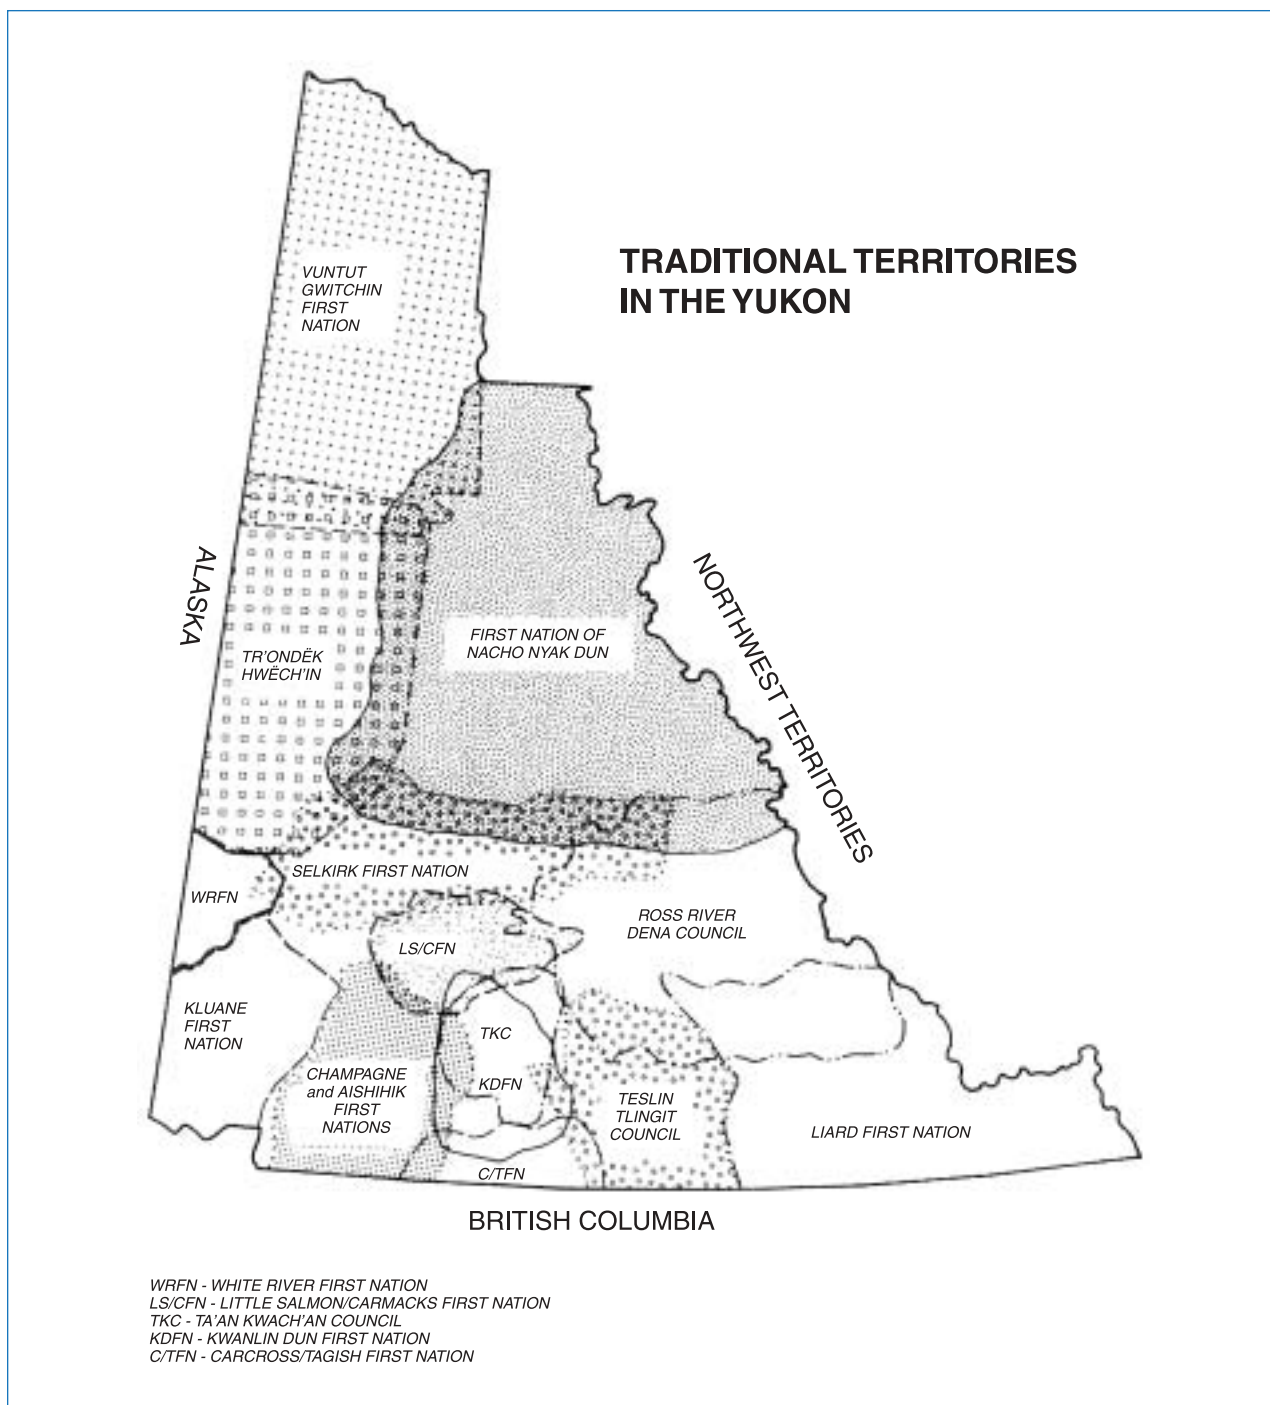 TRADITIONAL TERRITORIES
IN THE YUKON
VUNTUT
GWITCHIN
FIRST
NATION
ALASKA
NORTHWEST TERRITORIES
FIRST NATION OF
NACHO NYAK DUN
TR'ONDËK
HWËCH'IN
SELKIRK FIRST NATION
WRFN
ROSS RIVER
DENA COUNCIL
LS/CFN
KLUANE
FIRST
NATION
TKC
CHAMPAGNE
and AISHIHIK
FIRST
NATIONS
KDFN
TESLIN
TLINGIT
COUNCIL
LIARD FIRST NATION
C/TFN
BRITISH COLUMBIA
WRFN - WHITE RIVER FIRST NATION
LS/CFN - LITTLE SALMON/CARMACKS FIRST NATION
TKC - TA'AN KWACH'AN COUNCIL
KDFN - KWANLIN DUN FIRST NATION
C/TFN - CARCROSS/TAGISH FIRST NATION